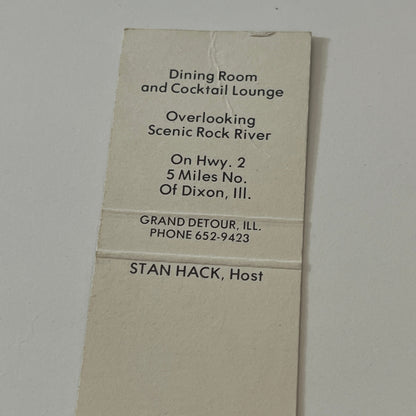 Dining Room
and Cocktail Lounge
Overlooking
Scenic Rock River
On Hwy. 2
5 Miles No.
Of Dixon, Ill.
GRAND DETOUR, ILL.
PHONE 652-9423
STAN HACK, Host